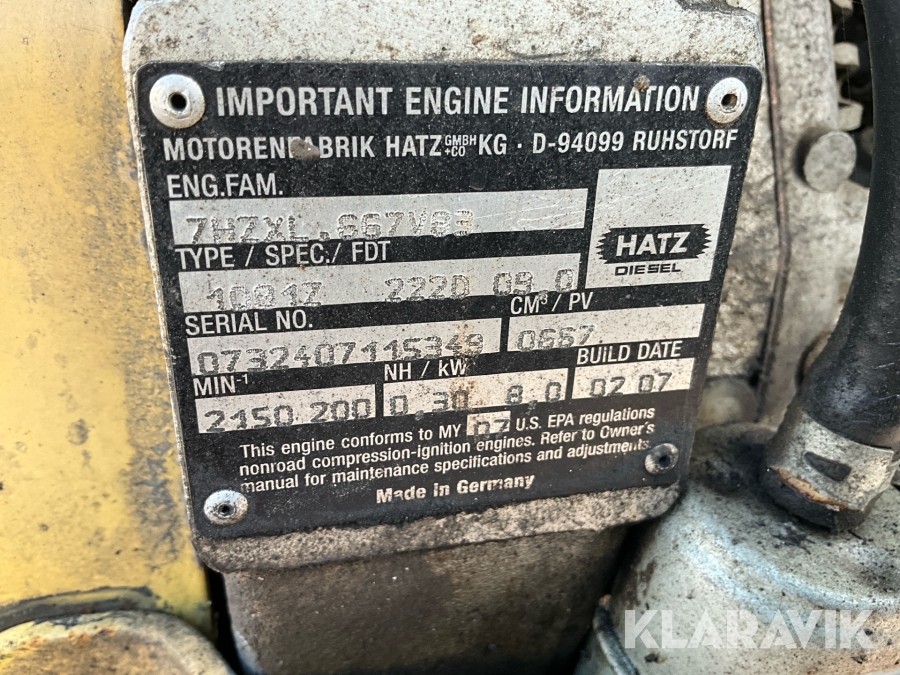 IMPORTANT ENGINE INFORMATION
MOTORENFABRIK HATZ GMBH +CO KG · D-94099 RUHSTORF
ENG.FAM.
7HZXL.667V83
HATZ
DIESEL
TYPE / SPEC./ FDT
2220 09.0
SERIAL NO.
CM³ / PV
0732407115349
0667
MIN-1
NH / kW
BUILD DATE
2150 200
0.30 8.0
02 07
This engine conforms to MY 07 U.S. EPA regulations
nonroad compression-ignition engines. Refer to Owner's
manual for maintenance specifications and adjustments.
Made in Germany
KLARAVIK